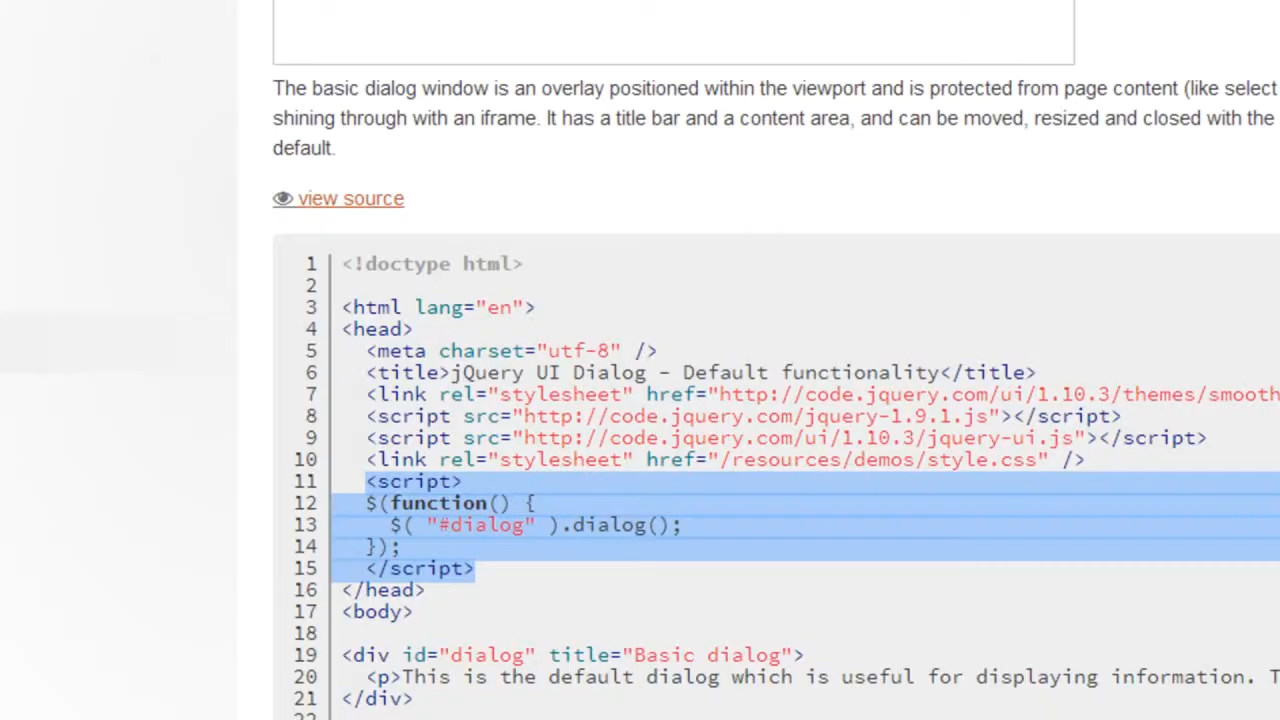 The basic dialog window is an overlay positioned within the viewport and is protected from page content (like select
shining through with an iframe. It has a title bar and a content area, and can be moved, resized and closed with the
default.
view source
1 <!doctype html>
2
3 <html lang="en">
4 <head>
5 <meta charset="utf-8" />
6 <title>jQuery UI Dialog - Default functionality</title>
7 <link rel="stylesheet" href="http://code.jquery.com/ui/1.10.3/themes/smooth
8 <script src="http://code.jquery.com/jquery-1.9.1.js"></script>
9 <script src="http://code.jquery.com/ui/1.10.3/jquery-ui.js"></script>
10 <link rel="stylesheet" href="/resources/demos/style.css" />
11 <script>
12 $(function() {
13 $( "#dialog" ).dialog();
14 });
15 </script>
16 </head>
17 <body>
18
19 <div id="dialog" title="Basic dialog">
20 <p>This is the default dialog which is useful for displaying information. T
21 </div>
22